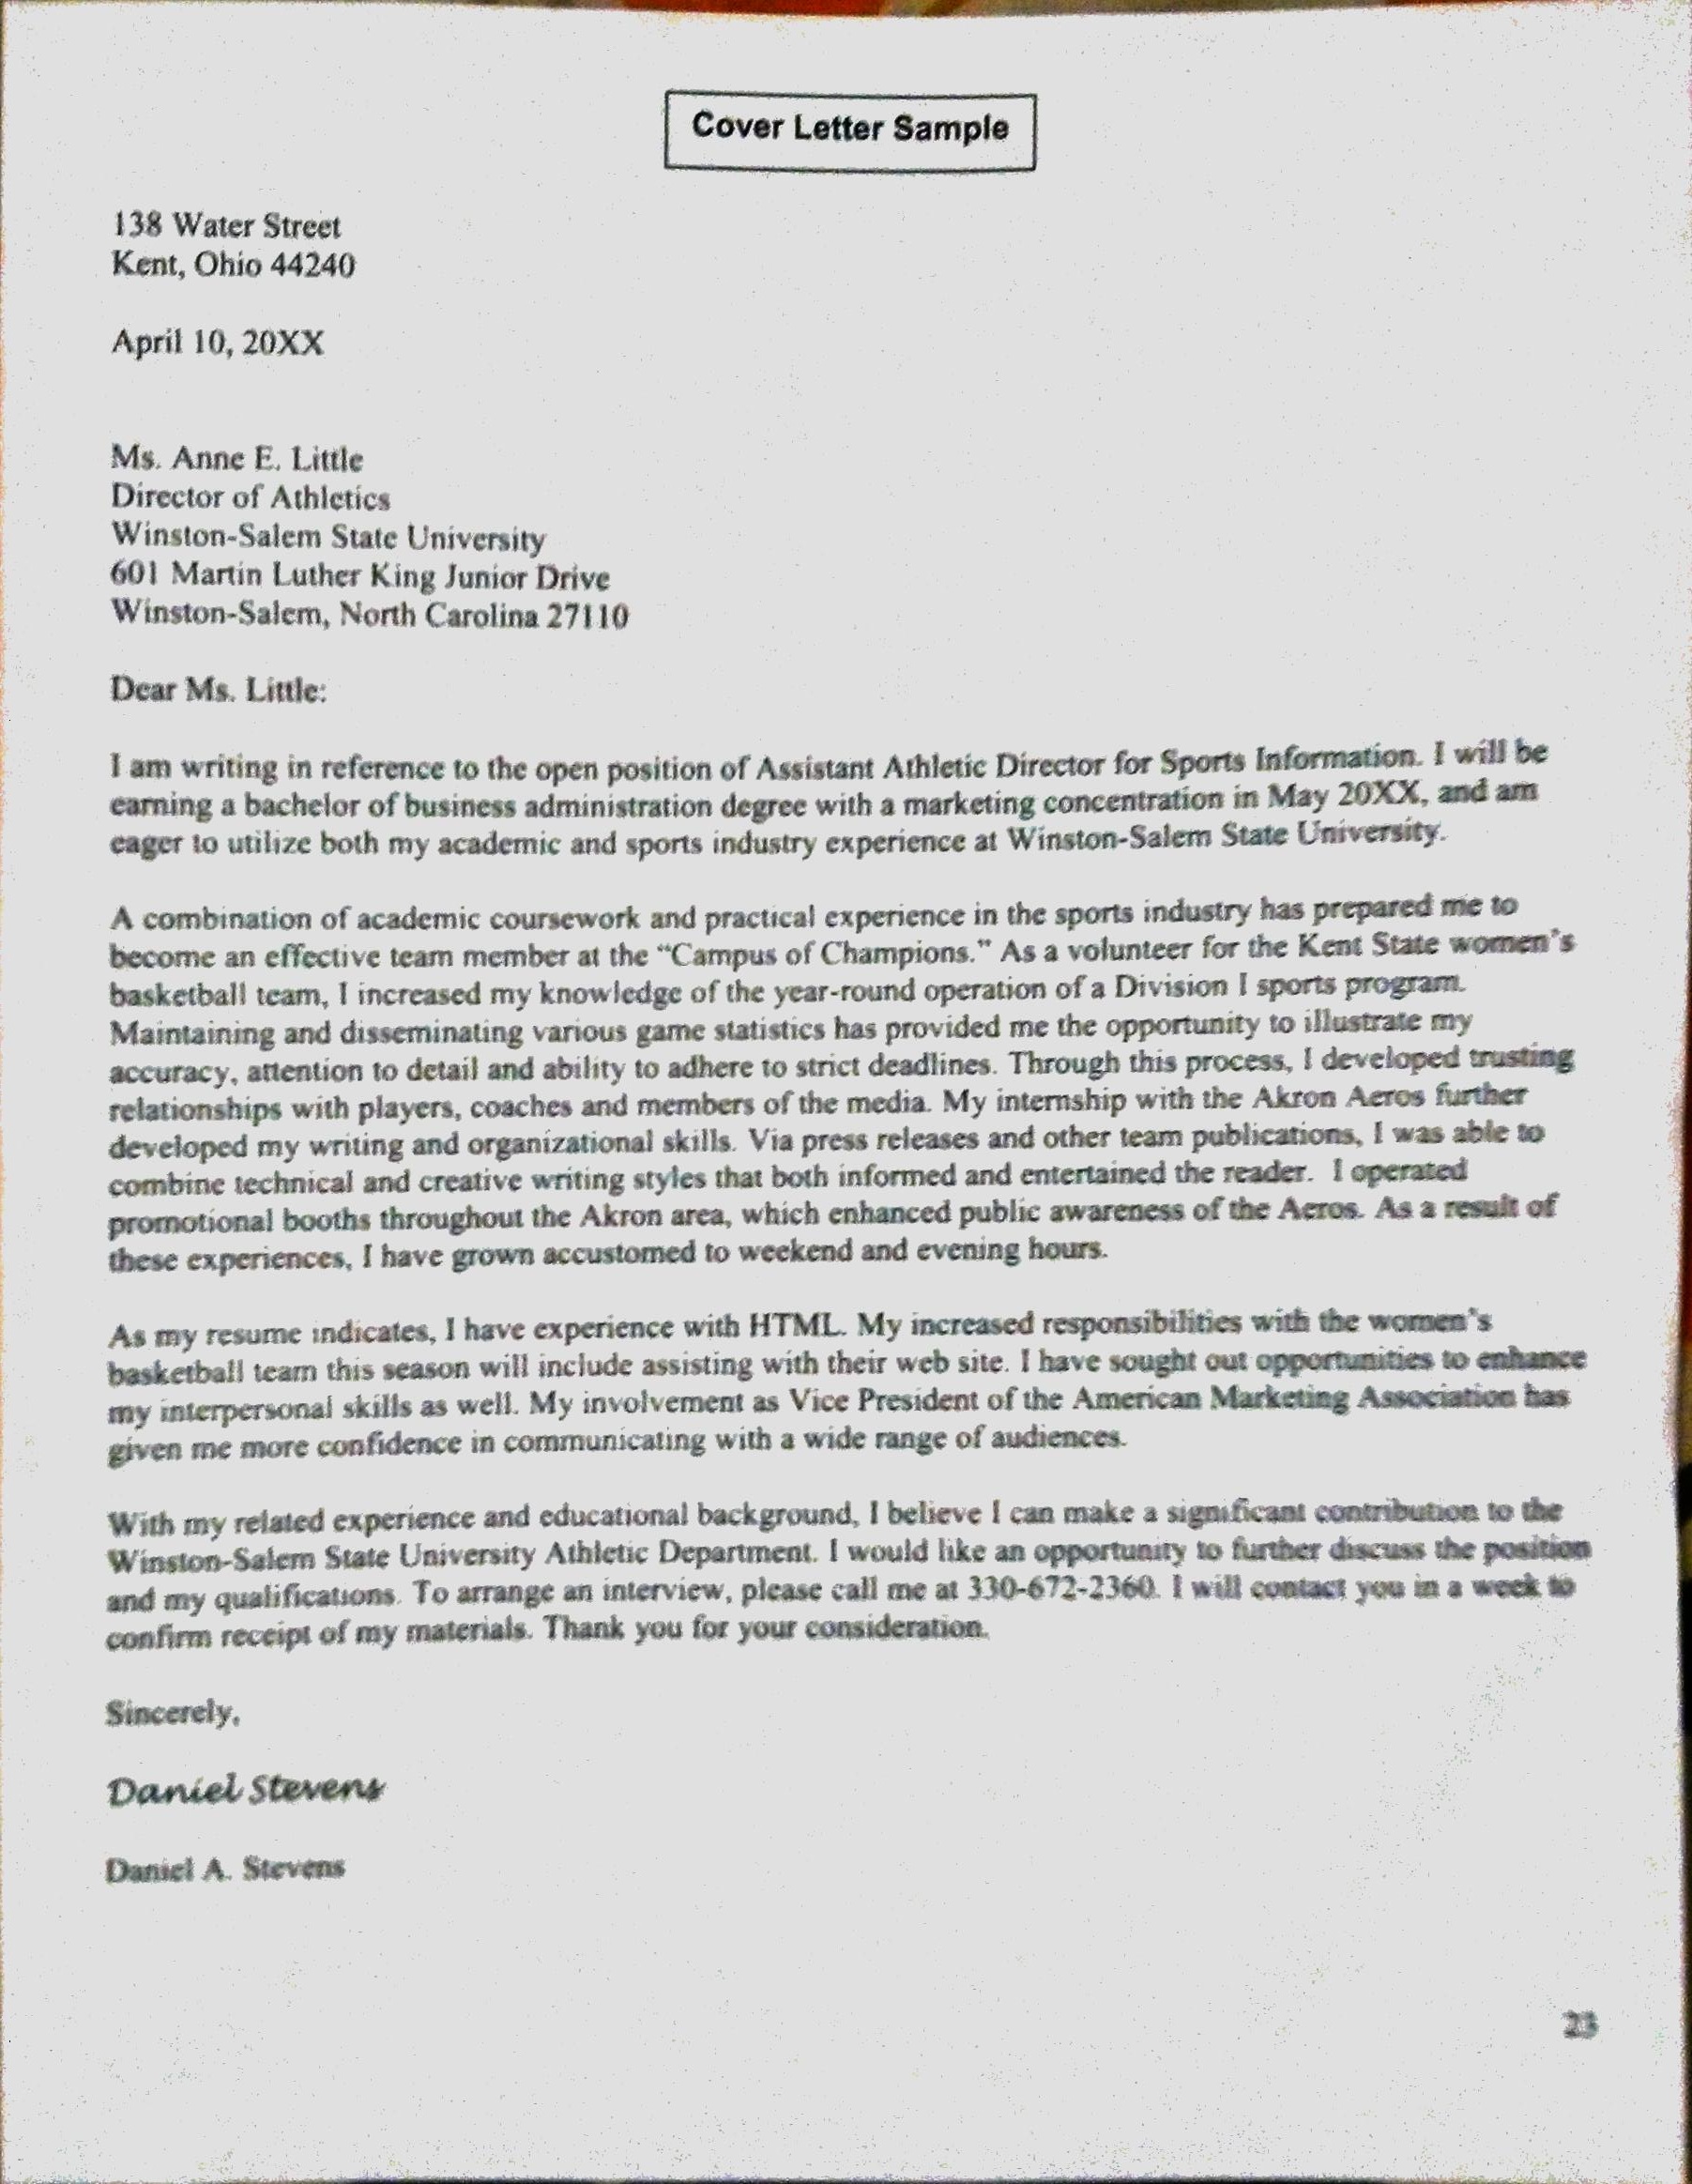 Cover Letter Sample
138 Water Street
Kent, Ohio 44240
April 10, 20XX
Ms. Anne E. Little
Director of Athletics
Winston-Salem State University
601 Martin Luther King Junior Drive
Winston-Salem, North Carolina 27110
Dear Ms. Little:
I am writing in reference to the open position of Assistant Athletic Director for Sports Information. I will be
earning a bachelor of business administration degree with a marketing concentration in May 20XX, and am
eager to utilize both my academic and sports industry experience at Winston-Salem State University.
A combination of academic coursework and practical experience in the sports industry has prepared me to
become an effective team member at the “Campus of Champions.” As a volunteer for the Kent State women’s
basketball team, I increased my knowledge of the year-round operation of a Division I sports program.
Maintaining and disseminating various game statistics has provided me the opportunity to illustrate my
accuracy, attention to detail and ability to adhere to strict deadlines. Through this process, I developed trusting
relationships with players, coaches and members of the media. My internship with the Akron Aeros further
developed my writing and organizational skills. Via press releases and other team publications, I was able to
combine technical and creative writing styles that both informed and entertained the reader. I operated
promotional booths throughout the Akron area, which enhanced public awareness of the Aeros. As a result of
these experiences, I have grown accustomed to weekend and evening hours.
As my resume indicates, I have experience with HTML. My increased responsibilities with the women’s
basketball team this season will include assisting with their web site. I have sought out opportunities to enhance
my interpersonal skills as well. My involvement as Vice President of the American Marketing Association has
given me more confidence in communicating with a wide range of audiences.
With my related experience and educational background, I believe I can make a significant contribution to the
Winston-Salem State University Athletic Department. I would like an opportunity to further discuss the position
and my qualifications. To arrange an interview, please call me at 330-672-2360. I will contact you in a week to
confirm receipt of my materials. Thank you for your consideration.
Sincerely,
Daniel Stevens
Daniel A. Stevens
23